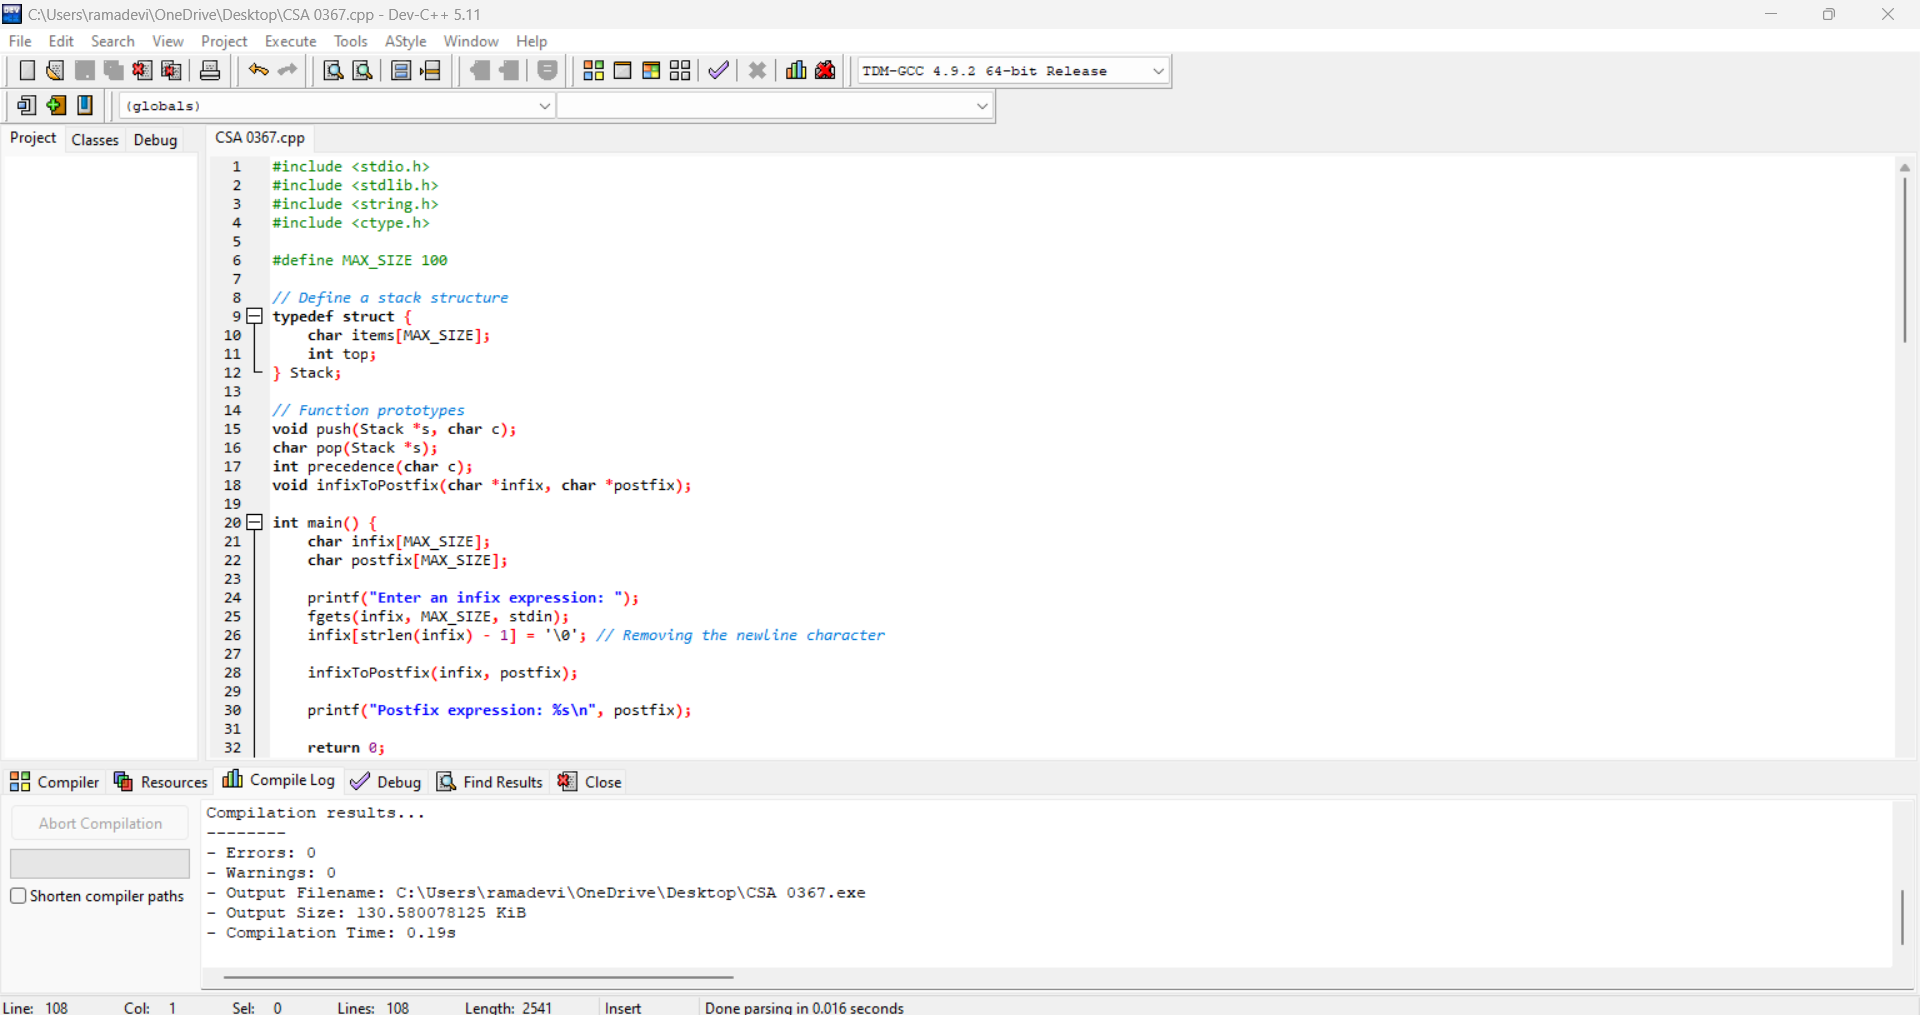 C:\Users\ramadevi\OneDrive\Desktop\CSA 0367.cpp - Dev-C++ 5.11
File Edit Search View Project Execute Tools AStyle Window Help
TDM-GCC 4.9.2 64-bit Release
(globals)
Project Classes Debug CSA 0367.cpp
1 #include <stdio.h>
2 #include <stdlib.h>
3 #include <string.h>
4 #include <ctype.h>
5
6 #define MAX_SIZE 100
7
8 // Define a stack structure
9 typedef struct {
10 char items[MAX_SIZE];
11 int top;
12 } Stack;
13
14 // Function prototypes
15 void push(Stack *s, char c);
16 char pop(Stack *s);
17 int precedence(char c);
18 void infixToPostfix(char *infix, char *postfix);
19
20 int main() {
21 char infix[MAX_SIZE];
22 char postfix[MAX_SIZE];
23
24 printf("Enter an infix expression: ");
25 fgets(infix, MAX_SIZE, stdin);
26 infix[strlen(infix) - 1] = '\0'; // Removing the newline character
27
28 infixToPostfix(infix, postfix);
29
30 printf("Postfix expression: %s\n", postfix);
31
32 return 0;
Compiler Resources Compile Log Debug Find Results Close
Abort Compilation
Shorten compiler paths
Compilation results...
--------
- Errors: 0
- Warnings: 0
- Output Filename: C:\Users\ramadevi\OneDrive\Desktop\CSA 0367.exe
- Output Size: 130.580078125 KiB
- Compilation Time: 0.19s
Line: 108 Col: 1 Sel: 0 Lines: 108 Length: 2541 Insert Done parsing in 0.016 seconds